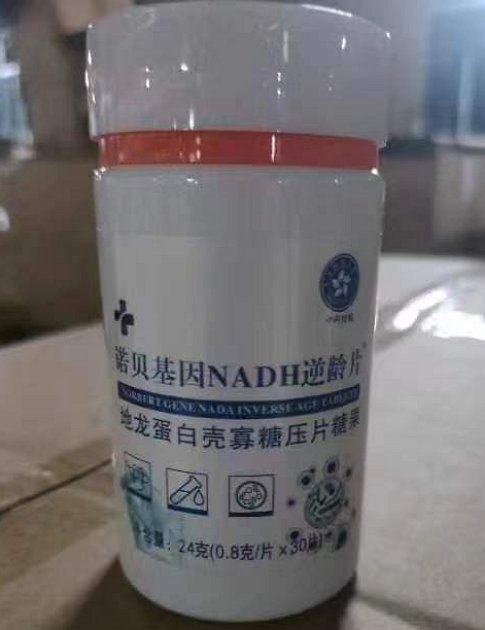 诺贝基因NADH逆龄片
NORBERT GENE NADA INVERSE AGE TABLETS
地龙蛋白壳寡糖压片糖果
含量：24克(0.8克/片×30片)